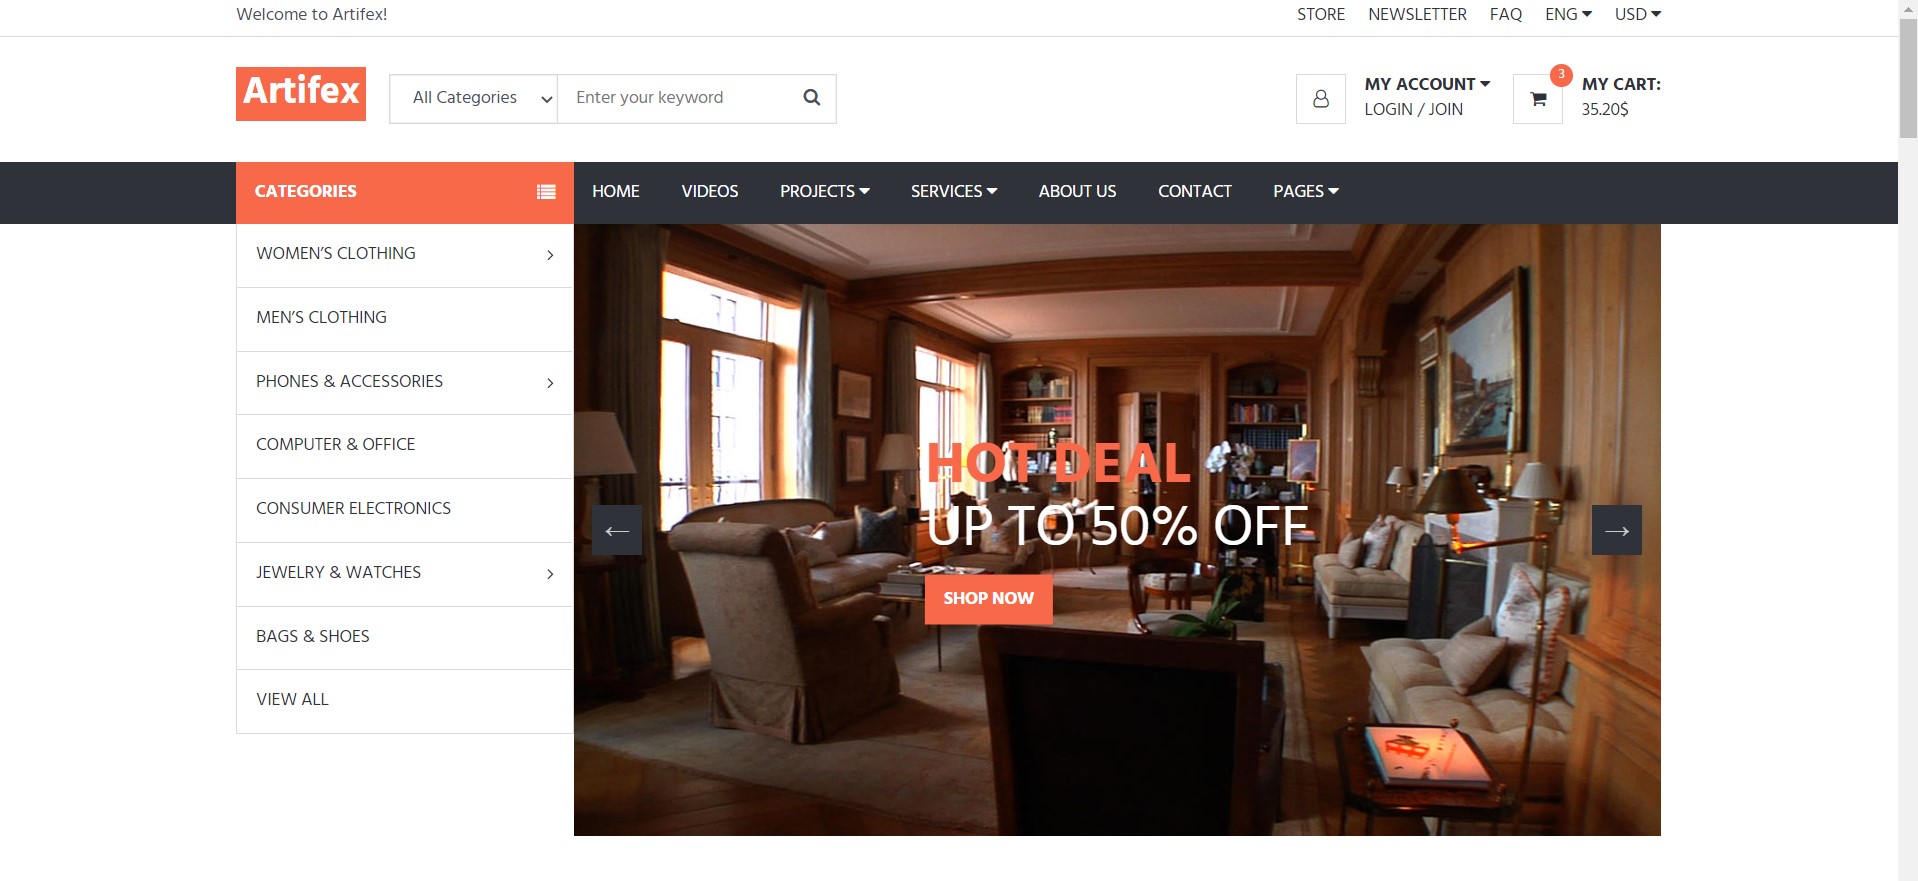 Welcome to Artifex!
STORE NEWSLETTER FAQ ENG USD
Artifex
All Categories
Enter your keyword
MY ACCOUNT
LOGIN / JOIN
3
MY CART:
35.20$
CATEGORIES
HOME VIDEOS PROJECTS SERVICES ABOUT US CONTACT PAGES
WOMEN’S CLOTHING
MEN’S CLOTHING
PHONES & ACCESSORIES
COMPUTER & OFFICE
CONSUMER ELECTRONICS
JEWELRY & WATCHES
BAGS & SHOES
VIEW ALL
HOT DEAL
UP TO 50% OFF
SHOP NOW